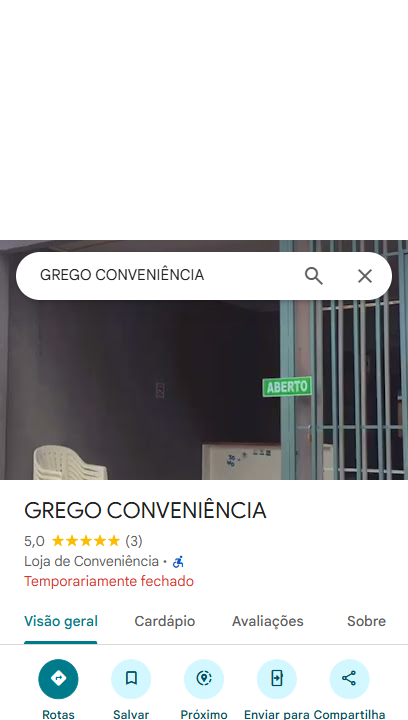 GREGO CONVENIÊNCIA
ABERTO
GREGO CONVENIÊNCIA
5,0 (3)
Loja de Conveniência ·
Temporariamente fechado
Visão geral Cardápio Avaliações Sobre
Rotas Salvar Próximo Enviar para Compartilha